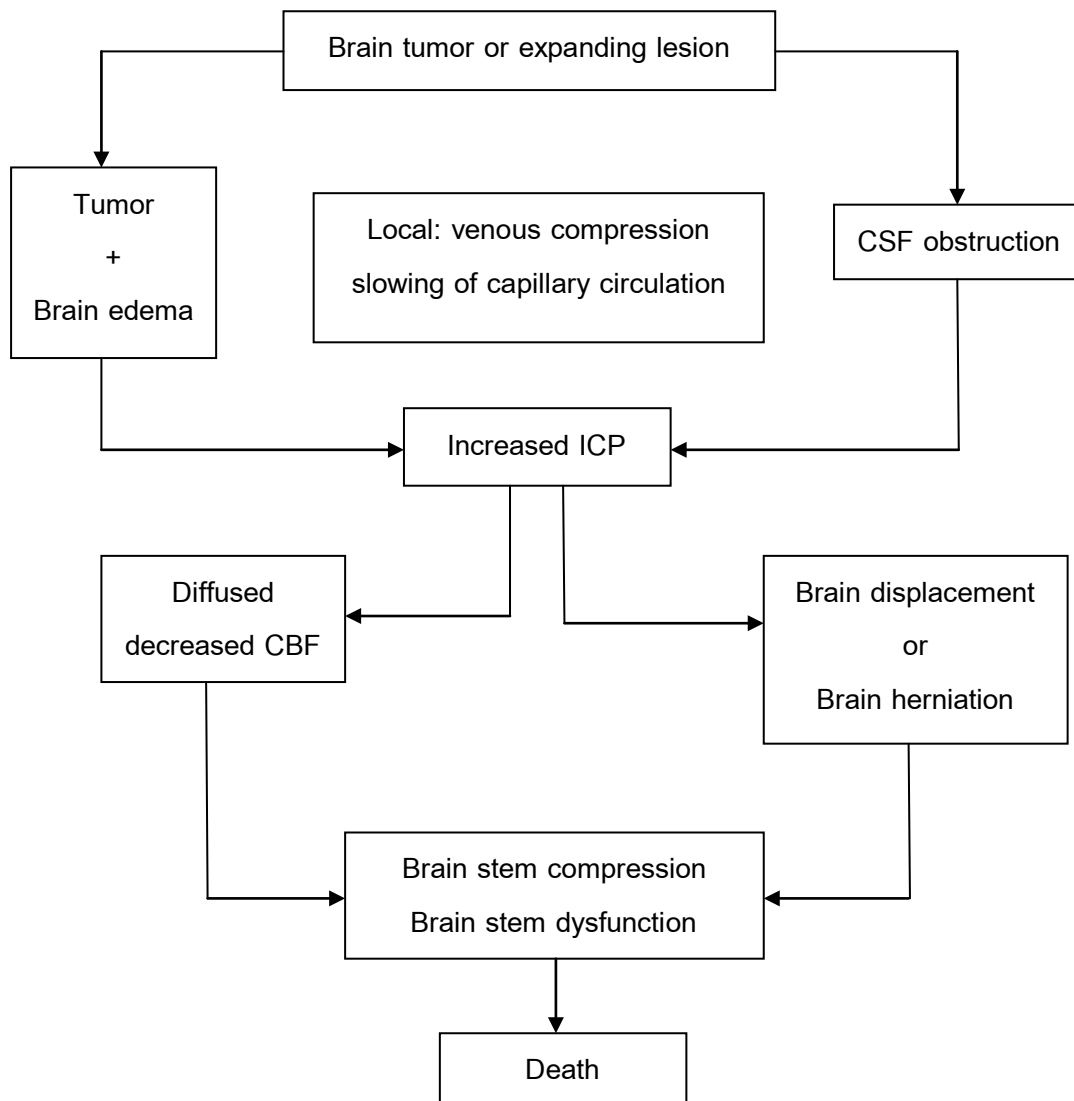 Brain tumor or expanding lesion
Tumor
+
Brain edema
Local: venous compression
slowing of capillary circulation
CSF obstruction
Increased ICP
Diffused
decreased CBF
Brain displacement
or
Brain herniation
Brain stem compression
Brain stem dysfunction
Death